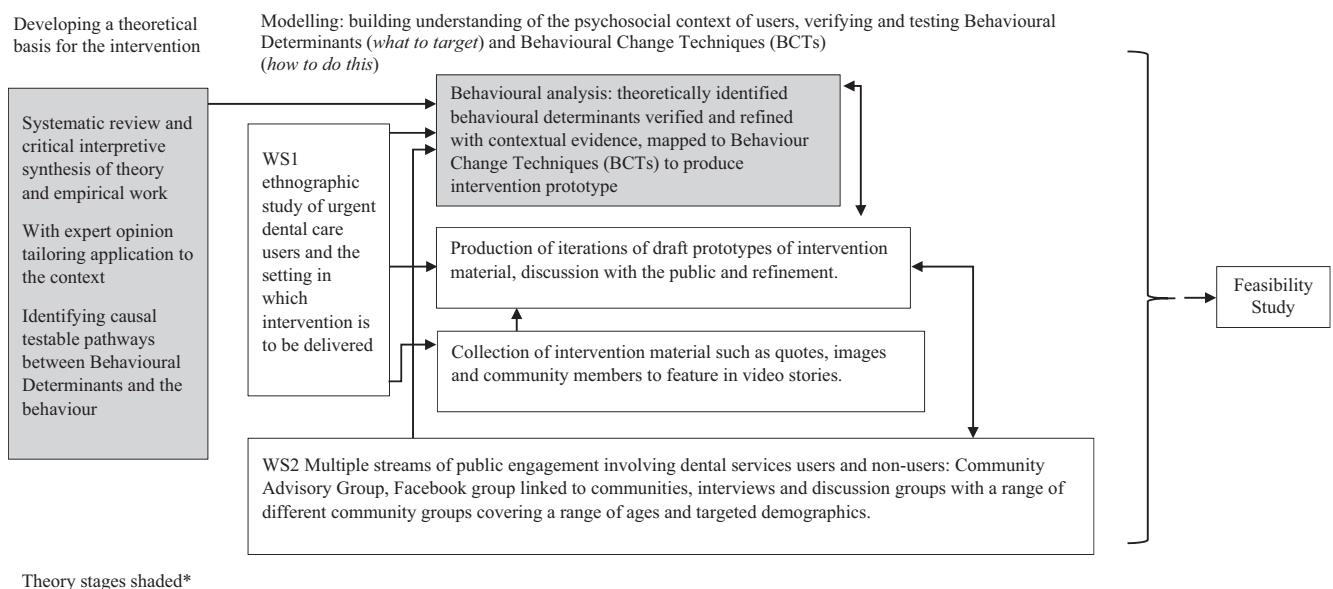 Developing a theoretical
basis for the intervention
Modelling: building understanding of the psychosocial context of users, verifying and testing Behavioural
Determinants (what to target) and Behavioural Change Techniques (BCTs)
(how to do this)
Systematic review and
critical interpretive
synthesis of theory
and empirical work
With expert opinion
tailoring application to
the context
Identifying causal
testable pathways
between Behavioural
Determinants and the
behaviour
WS1
ethnographic
study of urgent
dental care
users and the
setting in
which
intervention is
to be delivered
Behavioural analysis: theoretically identified
behavioural determinants verified and refined
with contextual evidence, mapped to Behaviour
Change Techniques (BCTs) to produce
intervention prototype
Production of iterations of draft prototypes of intervention
material, discussion with the public and refinement.
Collection of intervention material such as quotes, images
and community members to feature in video stories.
WS2 Multiple streams of public engagement involving dental services users and non-users: Community
Advisory Group, Facebook group linked to communities, interviews and discussion groups with a range of
different community groups covering a range of ages and targeted demographics.
Feasibility
Study
Theory stages shaded*